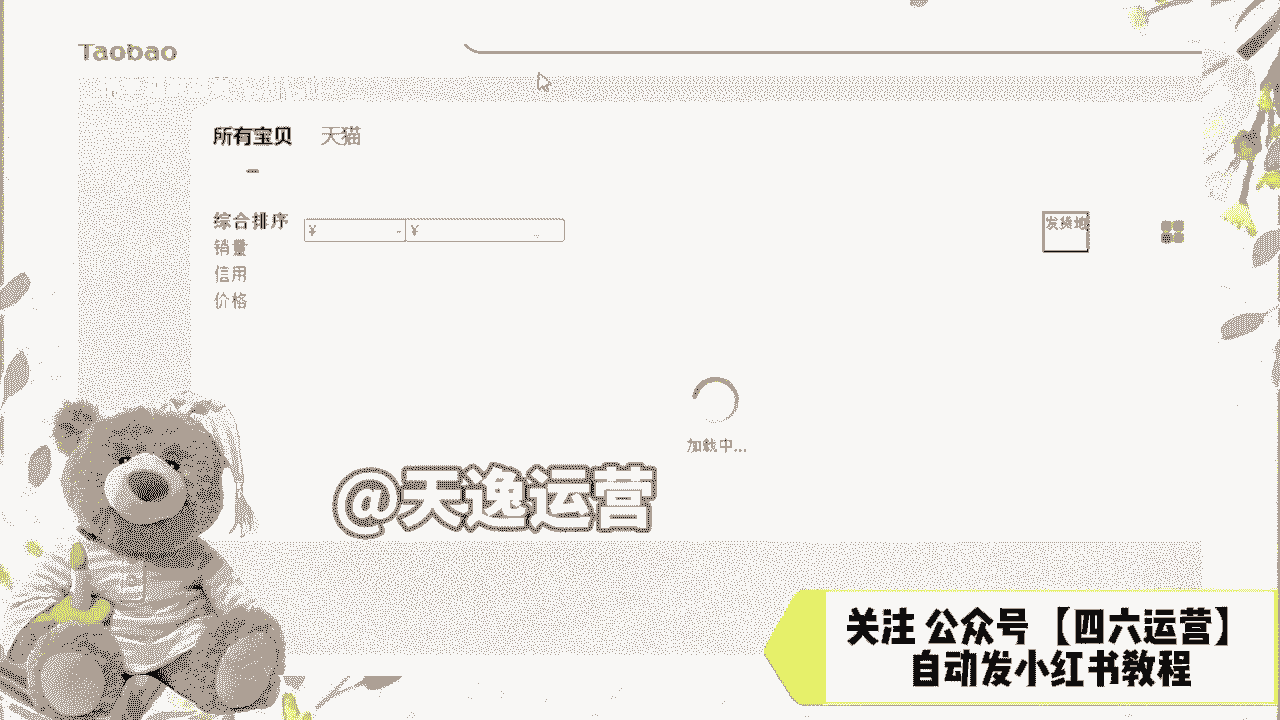 Taobao
所有宝贝 天猫
综合排序 ¥ ¥ 发货地
销量
信用
价格
加载中...
@天逸运营
关注 公众号 【四六运营】
自动发小红书教程